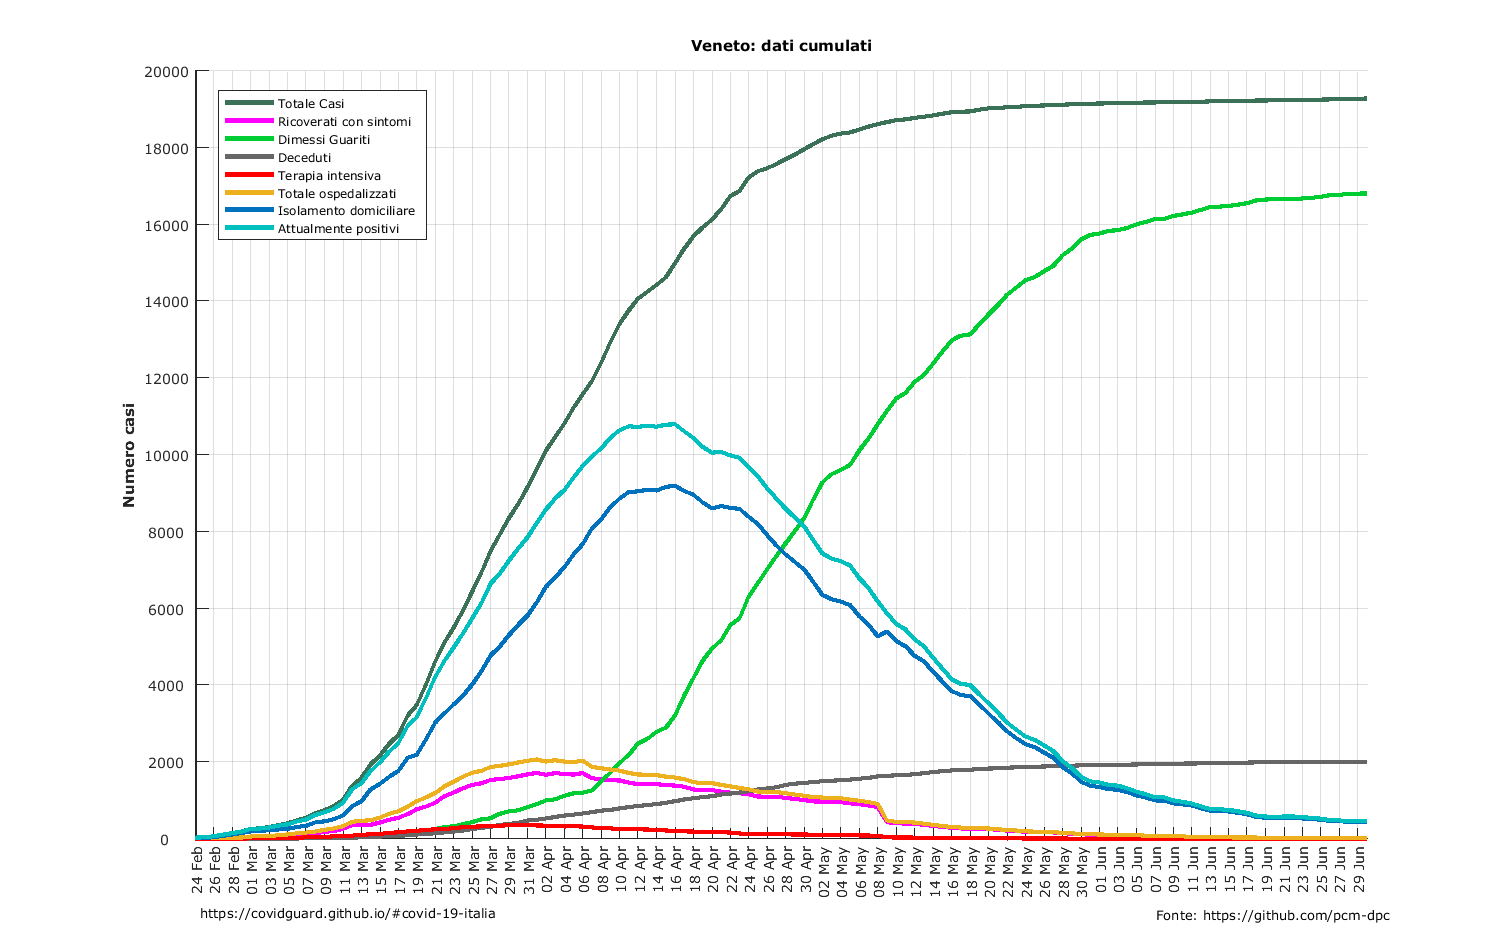 Veneto: dati cumulati
20000
18000
16000
14000
12000
10000
8000
6000
4000
2000
0
Numero casi
Totale Casi
Ricoverati con sintomi
Dimessi Guariti
Deceduti
Terapia intensiva
Totale ospedalizzati
Isolamento domiciliare
Attualmente positivi
24 Feb
26 Feb
28 Feb
01 Mar
03 Mar
05 Mar
07 Mar
09 Mar
11 Mar
13 Mar
15 Mar
17 Mar
19 Mar
21 Mar
23 Mar
25 Mar
27 Mar
29 Mar
31 Mar
02 Apr
04 Apr
06 Apr
08 Apr
10 Apr
12 Apr
14 Apr
16 Apr
18 Apr
20 Apr
22 Apr
24 Apr
26 Apr
28 Apr
30 Apr
02 May
04 May
06 May
08 May
10 May
12 May
14 May
16 May
18 May
20 May
22 May
24 May
26 May
28 May
30 May
01 Jun
03 Jun
05 Jun
07 Jun
09 Jun
11 Jun
13 Jun
15 Jun
17 Jun
19 Jun
21 Jun
23 Jun
25 Jun
27 Jun
29 Jun
https://covidguard.github.io/#covid-19-italia
Fonte: https://github.com/pcm-dpc